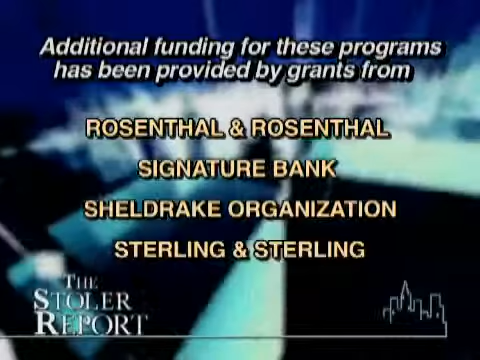 Additional funding for these programs
has been provided by grants from
ROSENTHAL & ROSENTHAL
SIGNATURE BANK
SHELDRAKE ORGANIZATION
STERLING & STERLING
THE
STOLER
REPORT